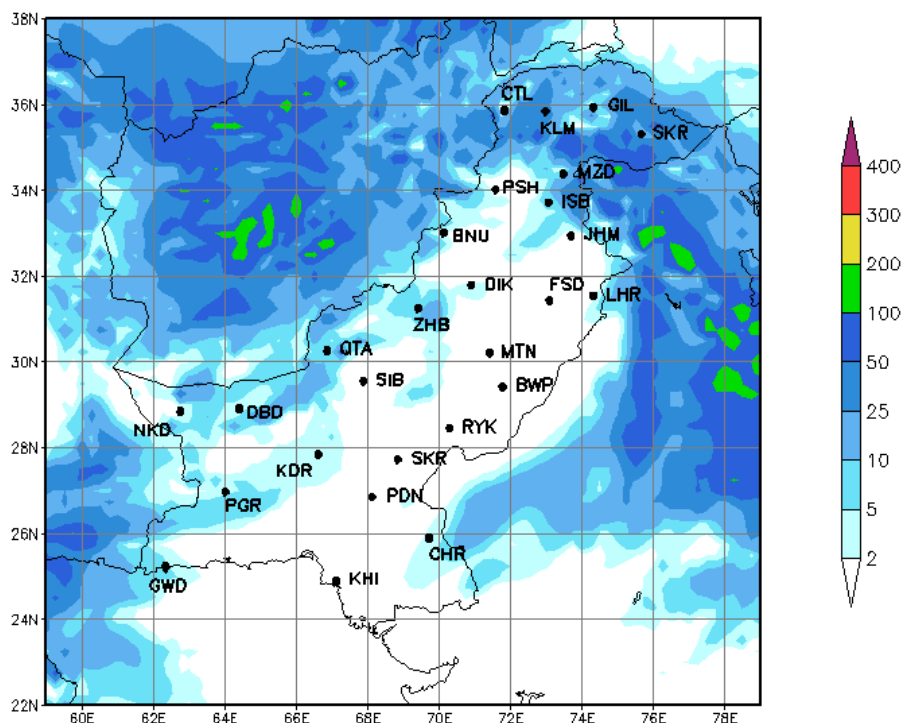 38N
36N
34N
32N
30N
28N
26N
24N
22N
60E 62E 64E 66E 68E 70E 72E 74E 76E 78E
CTL
GIL
KLM
SKR
MZD
PSH
ISB
BNU
JHM
DIK
FSD
LHR
ZHB
QTA
MTN
SIB
BWP
DBD
NKD
RYK
KDR
SKR
PGR
PDN
CHR
GWD
KHI
400
300
200
100
50
25
10
5
2